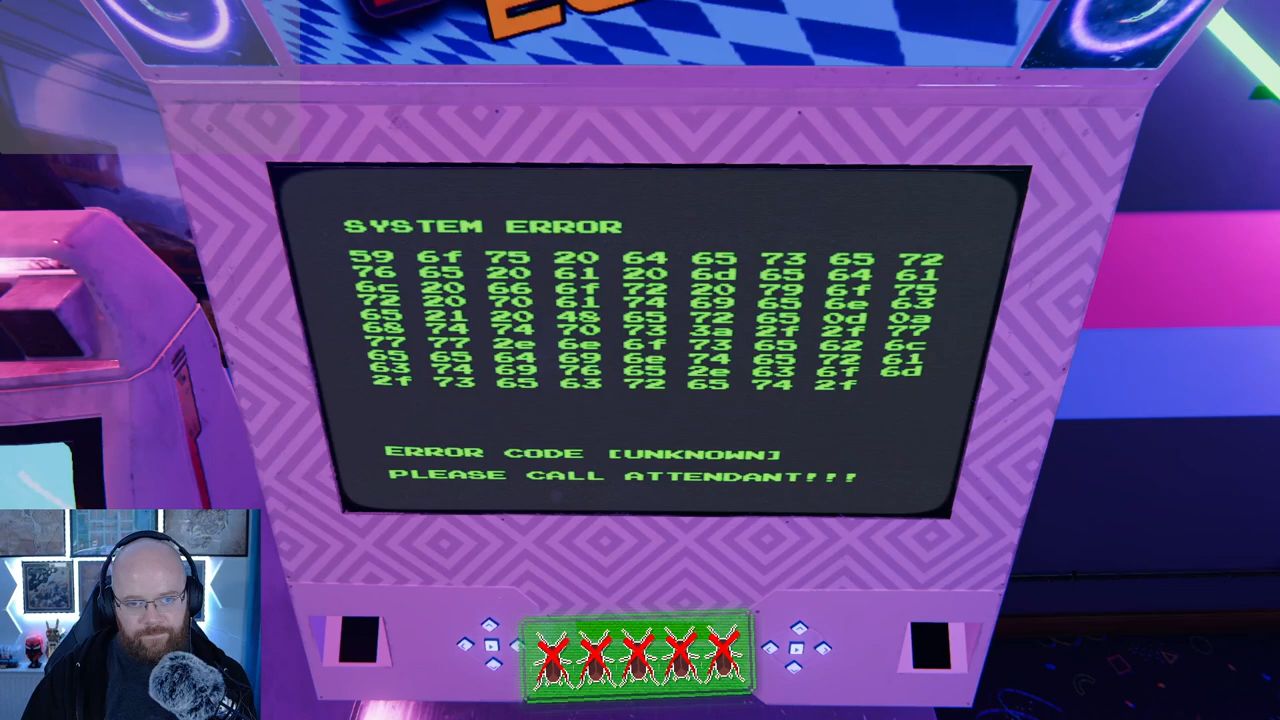 SYSTEM ERROR
59 6f 75 20 64 65 73 65 72
76 65 20 61 20 6d 65 64 61
6c 20 66 6f 72 20 79 6f 75
72 20 70 61 74 69 65 6e 63
65 21 20 48 65 72 65 0d 0a
68 74 74 70 73 3a 2f 2f 77
77 77 2e 6e 6f 73 65 62 6c
65 65 64 69 6e 74 65 72 61
63 74 69 76 65 2e 63 6f 6d
2f 73 65 63 72 65 74 2f
ERROR CODE [UNKNOWN]
PLEASE CALL ATTENDANT!!!